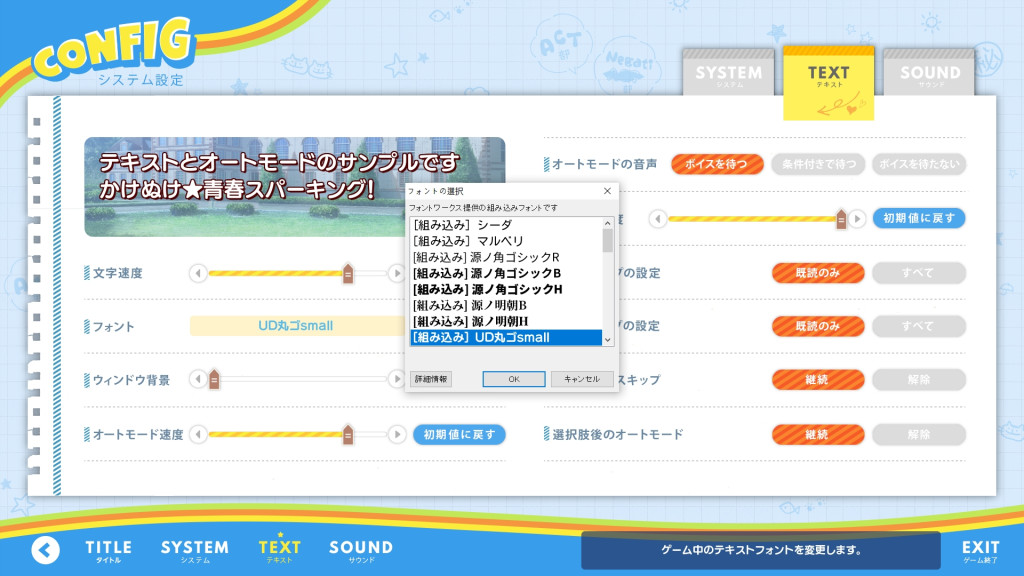 CONFIG
システム設定
ACT
部
Negatt!
SYSTEM
システム
TEXT
テキスト
SOUND
サウンド
テキストとオートモードのサンプルです
かけぬけ★青春スパーキング!
文字速度
フォント
UD丸ゴsmall
ウィンドウ背景
オートモード速度
初期値に戻す
フォントの選択
フォントワークス提供の組み込みフォントです
[組み込み] シーダ
[組み込み] マルベリ
[組み込み] 源ノ角ゴシックR
[組み込み] 源ノ角ゴシックB
[組み込み] 源ノ角ゴシックH
[組み込み] 源ノ明朝B
[組み込み] 源ノ明朝H
[組み込み] UD丸ゴsmall
詳細情報
OK
キャンセル
オートモードの音声
ボイスを待つ
条件付きで待つ
ボイスを待たない
度
初期値に戻す
プの設定
既読のみ
すべて
プの設定
既読のみ
すべて
スキップ
継続
解除
選択肢後のオートモード
継続
解除
TITLE
タイトル
SYSTEM
システム
TEXT
テキスト
SOUND
サウンド
ゲーム中のテキストフォントを変更します。
EXIT
ゲーム終了